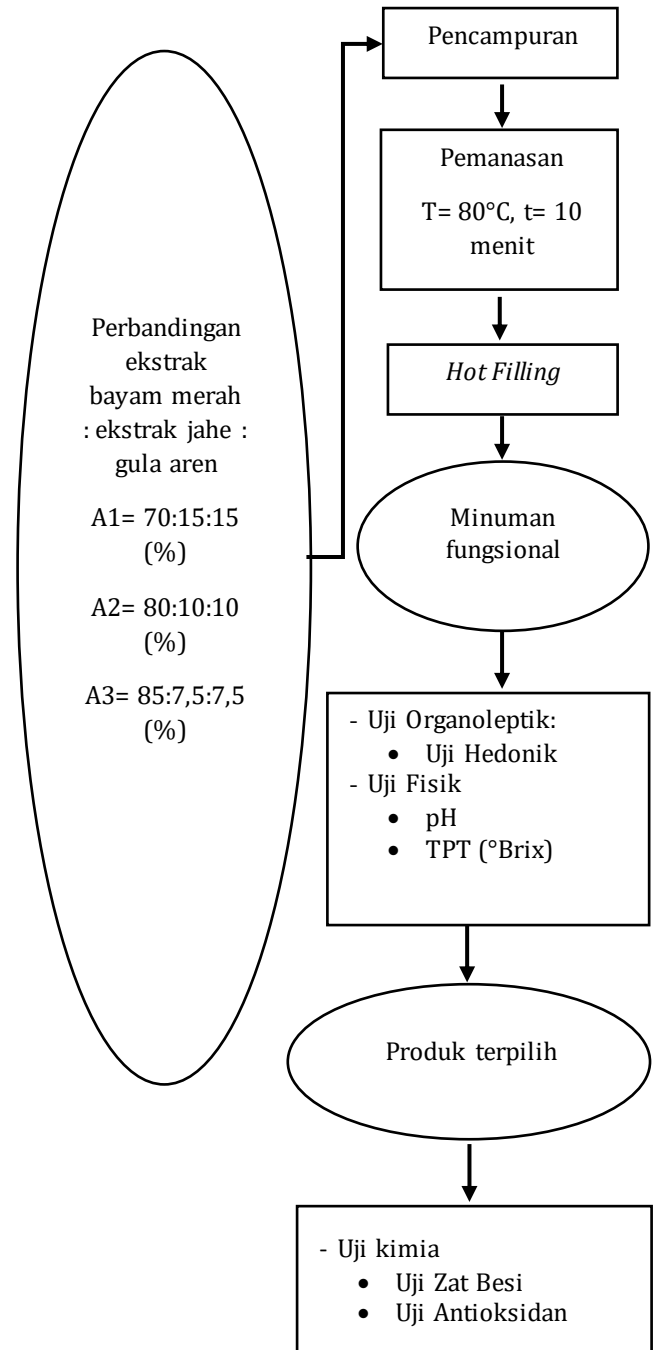 Perbandingan
ekstrak
bayam merah
: ekstrak jahe :
gula aren
A1= 70:15:15
(%)
A2= 80:10:10
(%)
A3= 85:7,5:7,5
(%)
Pencampuran
Pemanasan
T= 80°C, t= 10
menit
Hot Filling
Minuman
fungsional
- Uji Organoleptik:
• Uji Hedonik
- Uji Fisik
• pH
• TPT (°Brix)
Produk terpilih
- Uji kimia
• Uji Zat Besi
• Uji Antioksidan